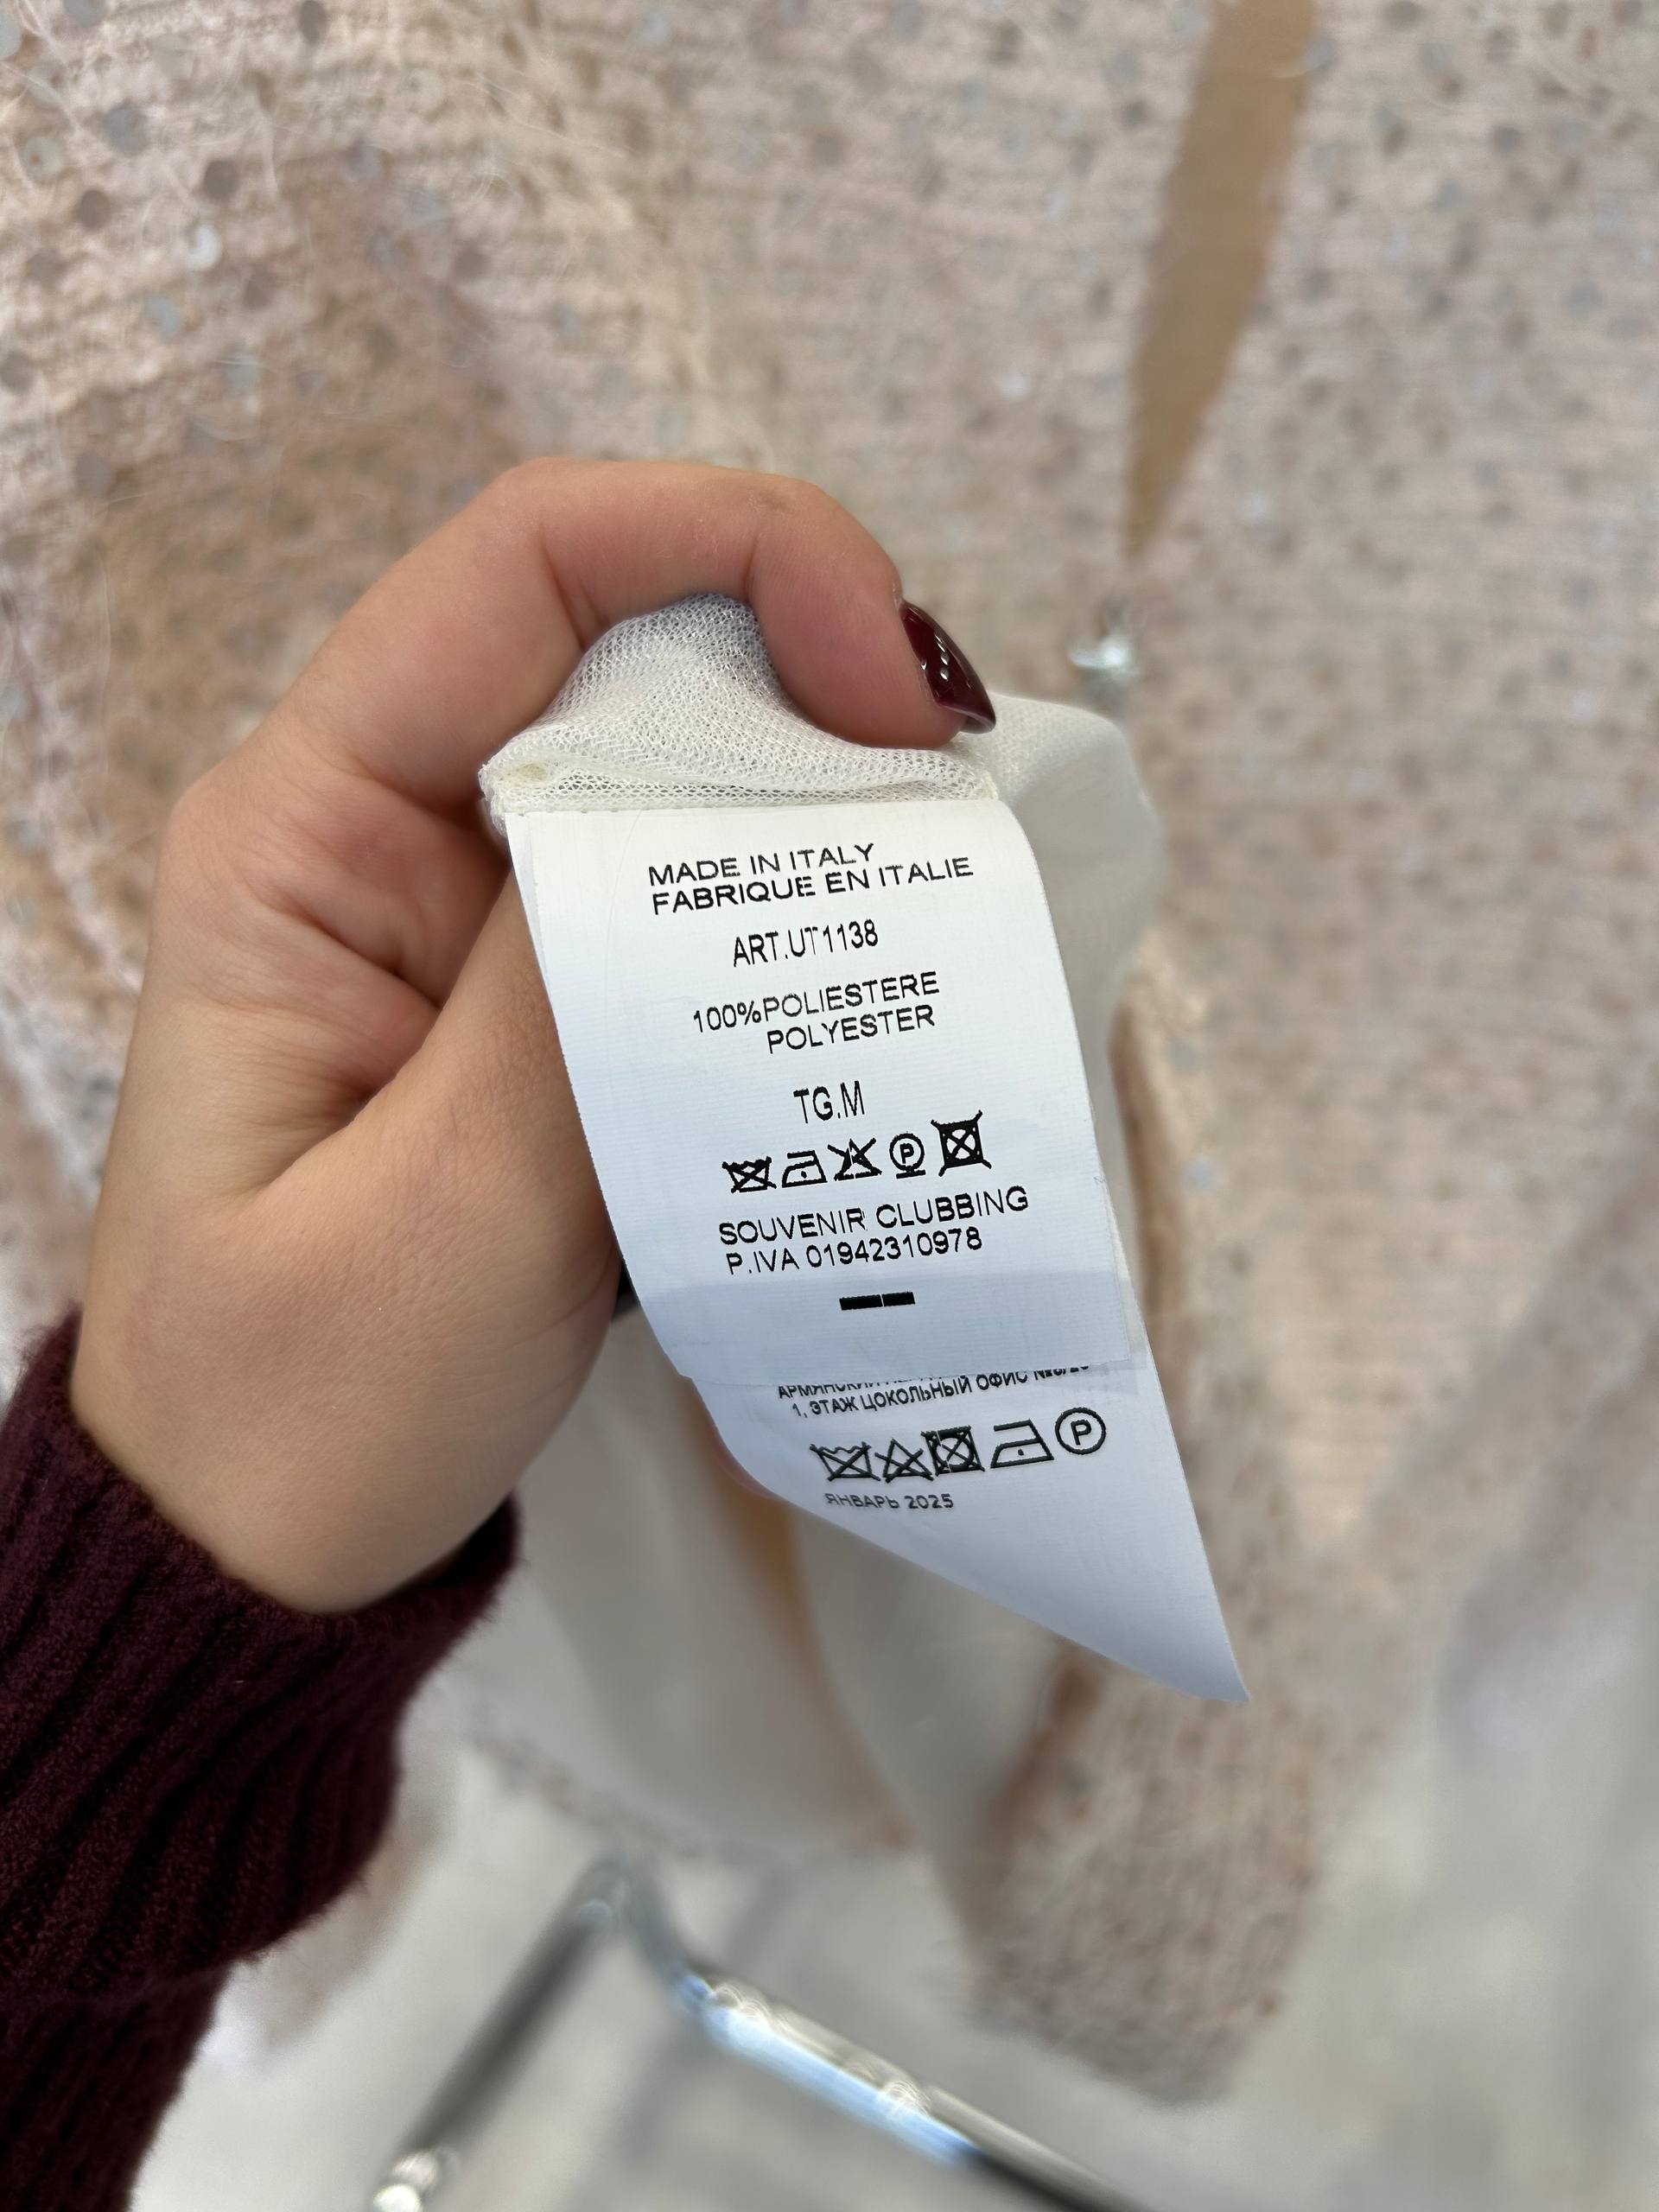 MADE IN ITALY
FABRIQUE EN ITALIE
ART.UT1138
100%POLIESTERE
POLYESTER
TG.M
P
SOUVENIR CLUBBING
P.IVA 01942310978
1, ЭТАЖ ЦОКОЛЬНЫЙ ОФИС
P
ЯНВАРЬ 2025